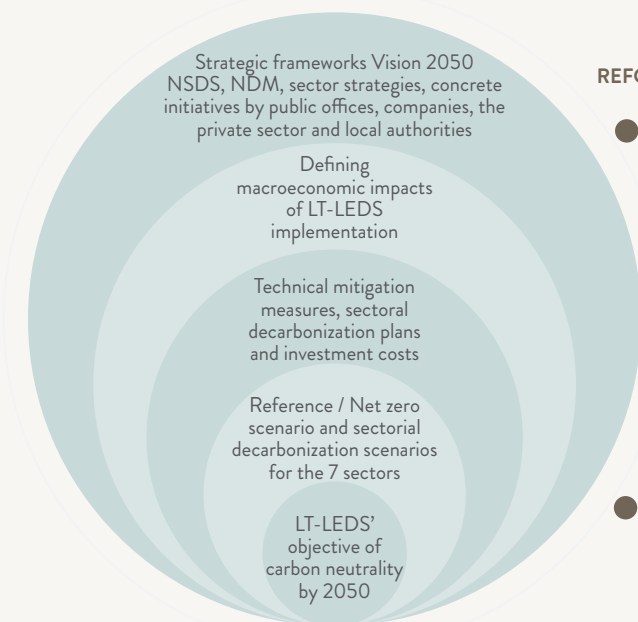 Strategic frameworks Vision 2050
NSDS, NDM, sector strategies, concrete
initiatives by public offices, companies, the
private sector and local authorities
Defining
macroeconomic impacts
of LT-LEDS
implementation
Technical mitigation
measures, sectoral
decarbonization plans
and investment costs
Reference / Net zero
scenario and sectorial
decarbonization scenarios
for the 7 sectors
LT-LEDS’
objective of
carbon neutrality
by 2050